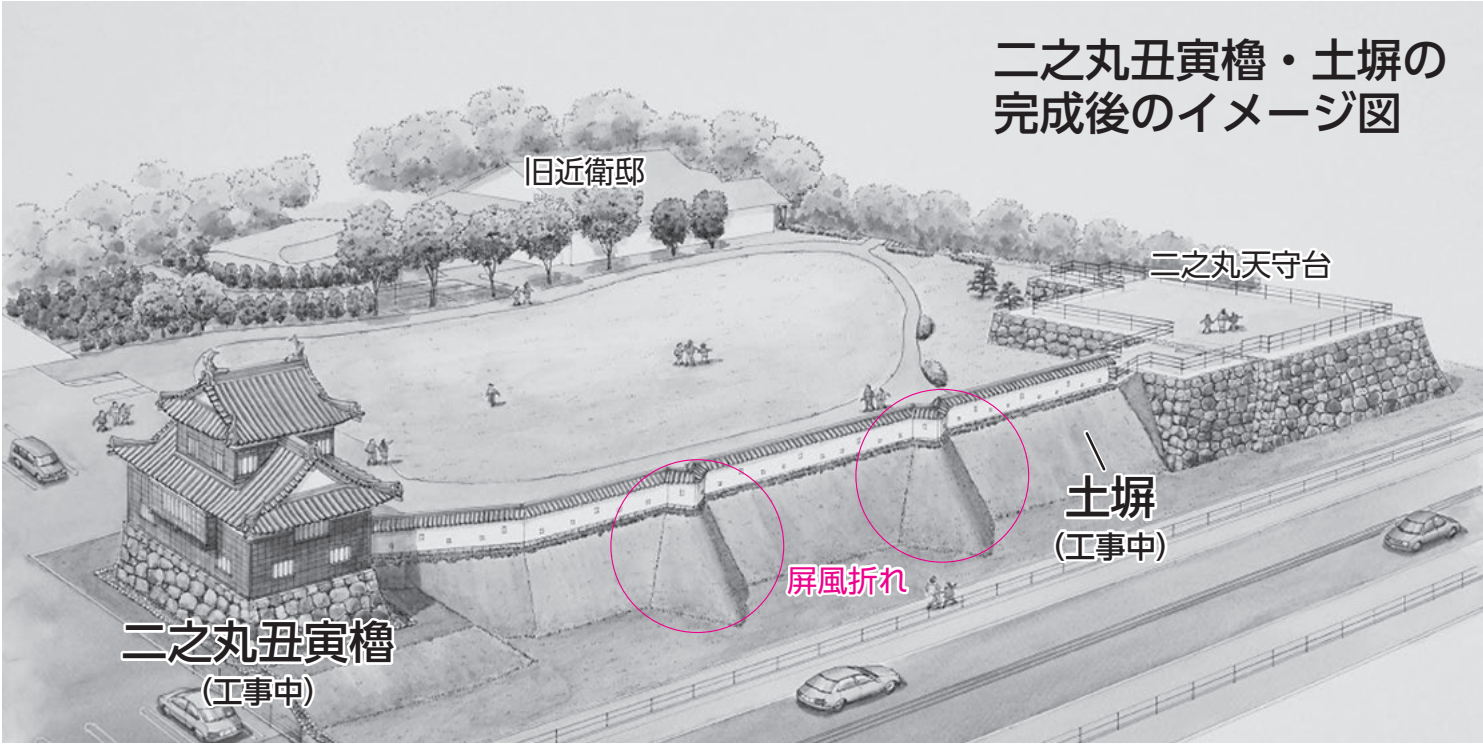 二之丸丑寅櫓・土塀の
完成後のイメージ図
旧近衛邸
二之丸天守台
土塀
(工事中)
屏風折れ
二之丸丑寅櫓
(工事中)